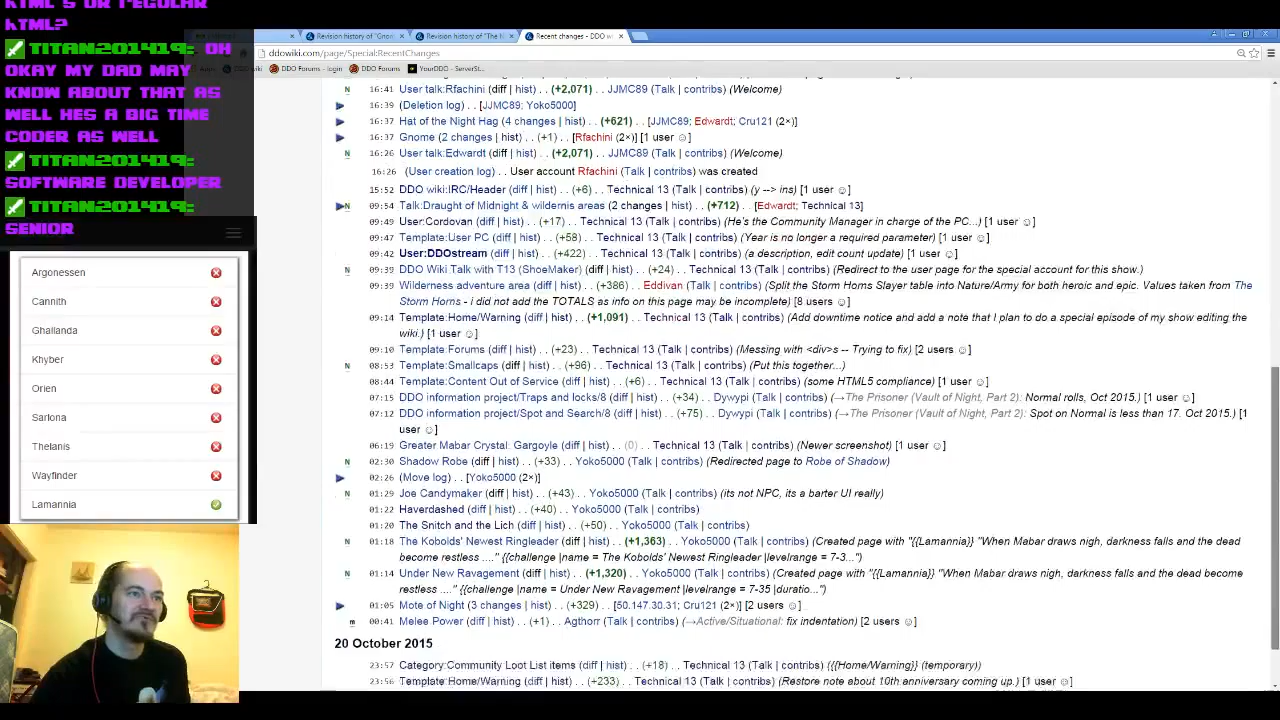 HTML 5 OR REGULAR
HTML?
TITAN201419: OH
OKAY MY DAD MAY
KNOW ABOUT THAT AS
WELL HES A BIG TIME
CODER AS WELL
TITAN201419:
SOFTWARE DEVELOPER
TITAN201419:
SENIOR
Argonessen
Cannith
Ghallanda
Khyber
Orien
Sarlona
Thelanis
Wayfinder
Lamannia
Revision history of "Gnom
Revision history of "The H
Recent changes - DDO wi
ddowiki.com/page/Special:RecentChanges
DDO Forums - login
DDO Forums
YourDDO - ServerSt...
N 16:41 User talk:Rfachini (diff | hist) . . (+2,071) . . JJMC89 (Talk | contribs) (Welcome)
16:39 (Deletion log) . . [JJMC89; Yoko5000]
16:37 Hat of the Night Hag (4 changes | hist) . . (+621) . . [JJMC89; Edwardt; Cru121 (2×)]
16:37 Gnome (2 changes | hist) . . (+1) . . [Rfachini (2×)] [1 user ☺]
N 16:26 User talk:Edwardt (diff | hist) . . (+2,071) . . JJMC89 (Talk | contribs) (Welcome)
16:26 (User creation log) . . User account Rfachini (Talk | contribs) was created
15:52 DDO wiki:IRC/Header (diff | hist) . . (+6) . . Technical 13 (Talk | contribs) (y --> ins) [1 user ☺]
N 09:54 Talk:Draught of Midnight & wildernis areas (2 changes | hist) . . (+712) . . [Edwardt; Technical 13]
09:49 User:Cordovan (diff | hist) . . (+17) . . Technical 13 (Talk | contribs) (Community Manager in charge of the PC...) [1 user ☺]
09:47 Template:User PC (diff | hist) . . (+58) . . Technical 13 (Talk | contribs) (Year is no longer a required parameter) [1 user ☺]
09:42 User:DDOstream (diff | hist) . . (+422) . . Technical 13 (Talk | contribs) (a description, edit count update) [1 user ☺]
N 09:39 DDO Wiki Talk with T13 (ShoeMaker) (diff | hist) . . (+24) . . Technical 13 (Talk | contribs) (Redirect to the user page for the special account for this show.)
09:39 Wilderness adventure area (diff | hist) . . (+386) . . Eddivan (Talk | contribs) (Split the Storm Horns Slayer table into Nature/Army for both heroic and epic. Values taken from The
Storm Horns - i did not add the TOTALS as info on this page may be incomplete) [8 users ☺]
09:14 Template:Home/Warning (diff | hist) . . (+1,091) . . Technical 13 (Talk | contribs) (Add downtime notice and add a note that I plan to do a special episode of my show editing the
wiki.) [1 user ☺]
09:10 Template:Forums (diff | hist) . . (+23) . . Technical 13 (Talk | contribs) (Messing with <div>s -- Trying to fix) [2 users ☺]
N 08:53 Template:Smallcaps (diff | hist) . . (+96) . . Technical 13 (Talk | contribs) (Put this together...)
08:44 Template:Content Out of Service (diff | hist) . . (+6) . . Technical 13 (Talk | contribs) (some HTML5 compliance) [1 user ☺]
07:15 DDO information project/Traps and locks/8 (diff | hist) . . (+34) . . Dywypi (Talk | contribs) (→The Prisoner (Vault of Night, Part 2): Normal rolls, Oct 2015.) [1 user ☺]
07:12 DDO information project/Spot and Search/8 (diff | hist) . . (+75) . . Dywypi (Talk | contribs) (→The Prisoner (Vault of Night, Part 2): Spot on Normal is less than 17. Oct 2015.) [1
user ☺]
06:19 Greater Mabar Crystal: Gargoyle (diff | hist) . . (0) . . Technical 13 (Talk | contribs) (Newer screenshot) [1 user ☺]
N 02:30 Shadow Robe (diff | hist) . . (+33) . . Yoko5000 (Talk | contribs) (Redirected page to Robe of Shadow)
02:26 (Move log) . . [Yoko5000 (2×)]
N 01:29 Joe Candymaker (diff | hist) . . (+43) . . Yoko5000 (Talk | contribs) (its not NPC, its a barter UI really)
01:22 Haverdashed (diff | hist) . . (+40) . . Yoko5000 (Talk | contribs)
01:20 The Snitch and the Lich (diff | hist) . . (+50) . . Yoko5000 (Talk | contribs)
N 01:18 The Kobolds' Newest Ringleader (diff | hist) . . (+1,363) . . Yoko5000 (Talk | contribs) (Created page with "{{Lamannia}} "When Mabar draws nigh, darkness falls and the dead
become restless ...." {{challenge |name = The Kobolds' Newest Ringleader |levelrange = 7-3...")
N 01:14 Under New Ravagement (diff | hist) . . (+1,320) . . Yoko5000 (Talk | contribs) (Created page with "{{Lamannia}} "When Mabar draws nigh, darkness falls and the dead become
restless ...." {{challenge |name = Under New Ravagement |levelrange = 7-35 |duratio...")
01:05 Mote of Night (3 changes | hist) . . (+329) . . [50.147.30.31; Cru121 (2×)] [2 users ☺]
m 00:41 Melee Power (diff | hist) . . (+1) . . Agthorr (Talk | contribs) (→Active/Situational: fix indentation) [2 users ☺]
20 October 2015
23:57 Category:Community Loot List items (diff | hist) . . (+18) . . Technical 13 (Talk | contribs) ({{Home/Warning}} (temporary))
23:56 Template:Home/Warning (diff | hist) . . (+233) . . Technical 13 (Talk | contribs) (Restore note about 10th anniversary coming up.) [1 user ☺]